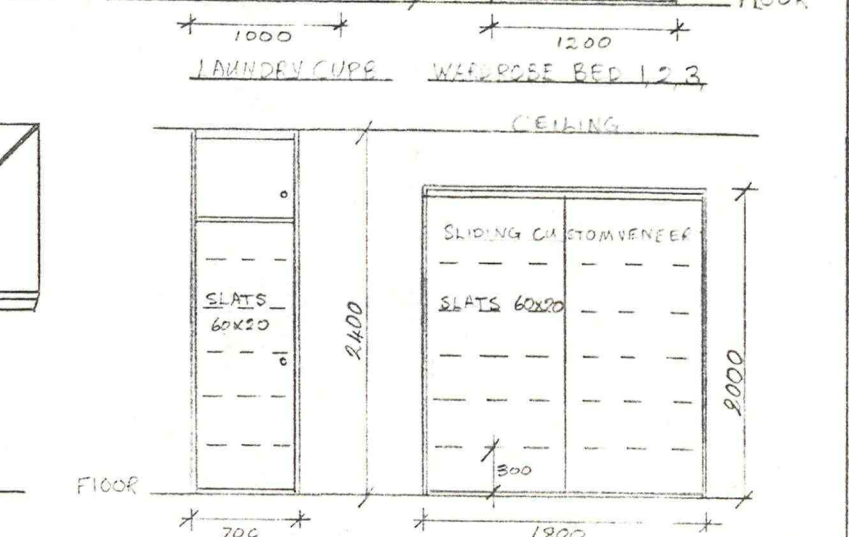 FLOOR
1000
1200
LAUNDRY CUPB
WARDROBE BED 1,2,3,
CEILING
SLIDING CUSTOMVENEER
SLATS
60x20
SLATS 60x20
2400
2000
300
FlOOR
1800